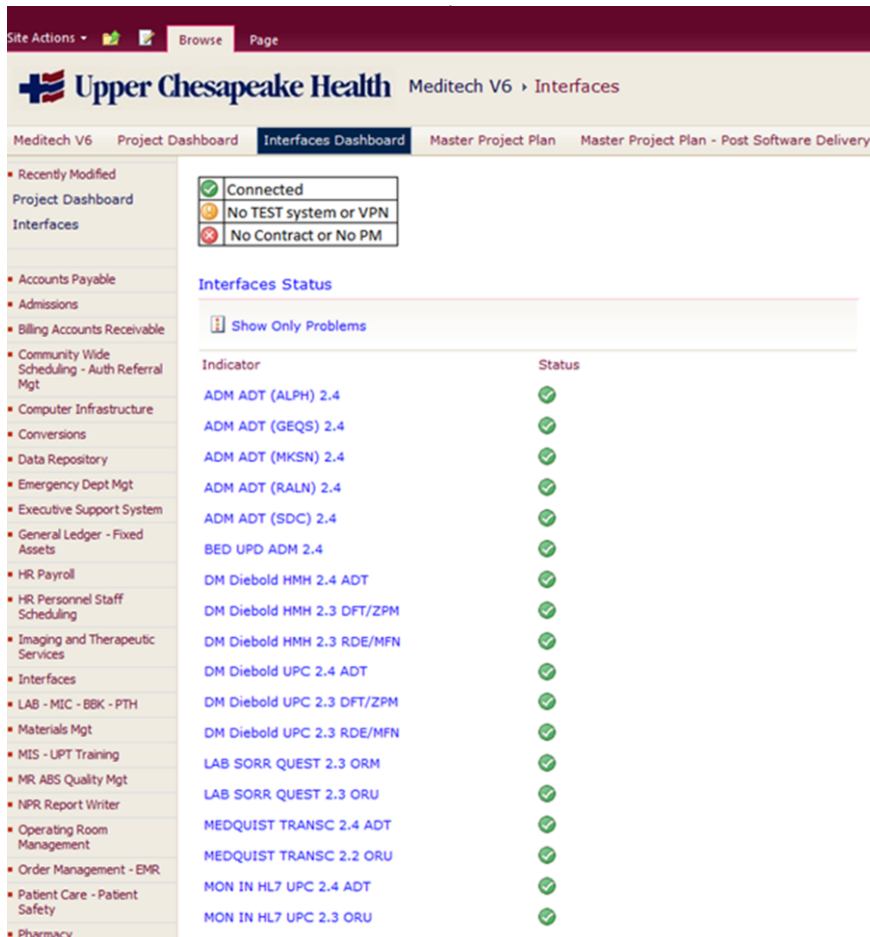 Site Actions
Browse
Page
Upper Chesapeake Health
Meditech V6 › Interfaces
Meditech V6
Project Dashboard
Interfaces Dashboard
Master Project Plan
Master Project Plan - Post Software Delivery
Recently Modified
Project Dashboard
Interfaces
Accounts Payable
Admissions
Billing Accounts Receivable
Community Wide
Scheduling - Auth Referral
Mgt
Computer Infrastructure
Conversions
Data Repository
Emergency Dept Mgt
Executive Support System
General Ledger - Fixed
Assets
HR Payroll
HR Personnel Staff
Scheduling
Imaging and Therapeutic
Services
Interfaces
LAB - MIC - BBK - PTH
Materials Mgt
MIS - UPT Training
MR ABS Quality Mgt
NPR Report Writer
Operating Room
Management
Order Management - EMR
Patient Care - Patient
Safety
Pharmacy
Connected
No TEST system or VPN
No Contract or No PM
Interfaces Status
Show Only Problems
Indicator Status
ADM ADT (ALPH) 2.4
ADM ADT (GEQS) 2.4
ADM ADT (MKSN) 2.4
ADM ADT (RALN) 2.4
ADM ADT (SDC) 2.4
BED UPD ADM 2.4
DM Diebold HMH 2.4 ADT
DM Diebold HMH 2.3 DFT/ZPM
DM Diebold HMH 2.3 RDE/MFN
DM Diebold UPC 2.4 ADT
DM Diebold UPC 2.3 DFT/ZPM
DM Diebold UPC 2.3 RDE/MFN
LAB SORR QUEST 2.3 ORM
LAB SORR QUEST 2.3 ORU
MEDQUIST TRANSC 2.4 ADT
MEDQUIST TRANSC 2.2 ORU
MON IN HL7 UPC 2.4 ADT
MON IN HL7 UPC 2.3 ORU